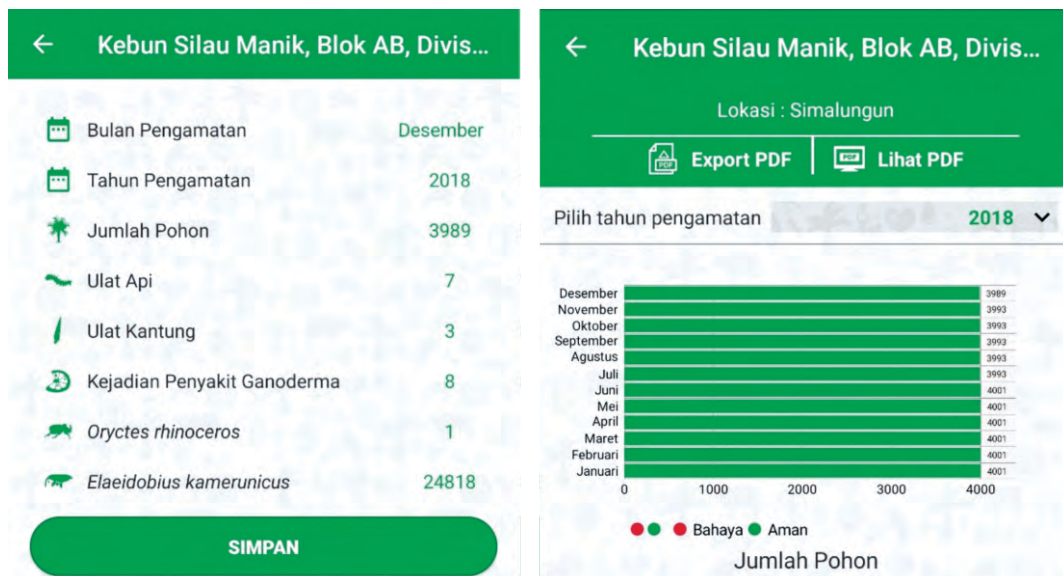 Kebun Silau Manik, Blok AB, Divis...
Bulan Pengamatan Desember
Tahun Pengamatan 2018
Jumlah Pohon 3989
Ulat Api 7
Ulat Kantung 3
Kejadian Penyakit Ganoderma 8
Oryctes rhinoceros 1
Elaeidobius kamerunicus 24818
SIMPAN
Kebun Silau Manik, Blok AB, Divis...
Lokasi : Simalungun
PDF Export PDF PDF Lihat PDF
Pilih tahun pengamatan 2018
Desember 3989
November 3993
Oktober 3993
September 3993
Agustus 3993
Juli 3993
Juni 4001
Mei 4001
April 4001
Maret 4001
Februari 4001
Januari 4001
0 1000 2000 3000 4000
Bahaya Aman
Jumlah Pohon